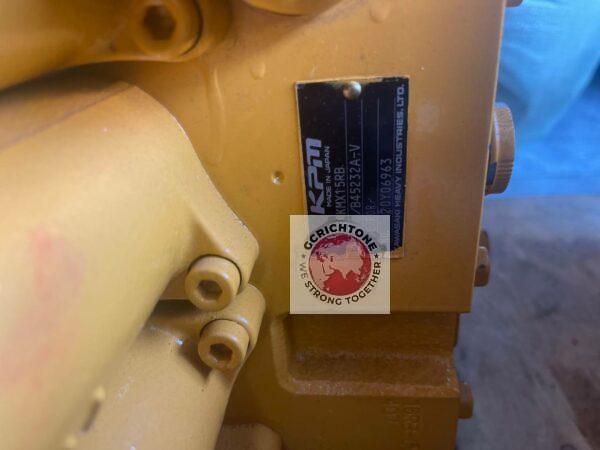 KPM
MADE IN JAPAN
KMX15RB
/B45232A-V
20Y06963
KAWASAKI HEAVY INDUSTRIES, LTD.
GCRICHTONE
★ WE STRONG TOGETHER ★